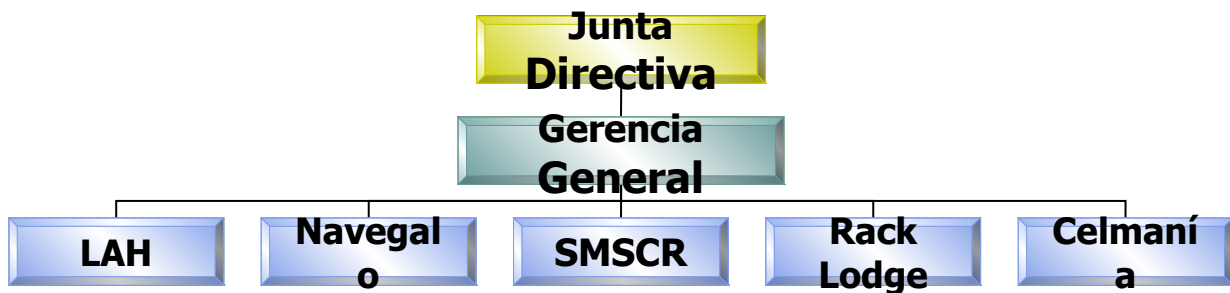 Junta
Directiva
Gerencia
General
LAH
Navegal
o
SMSCR
Rack
Lodge
Celmaní
a